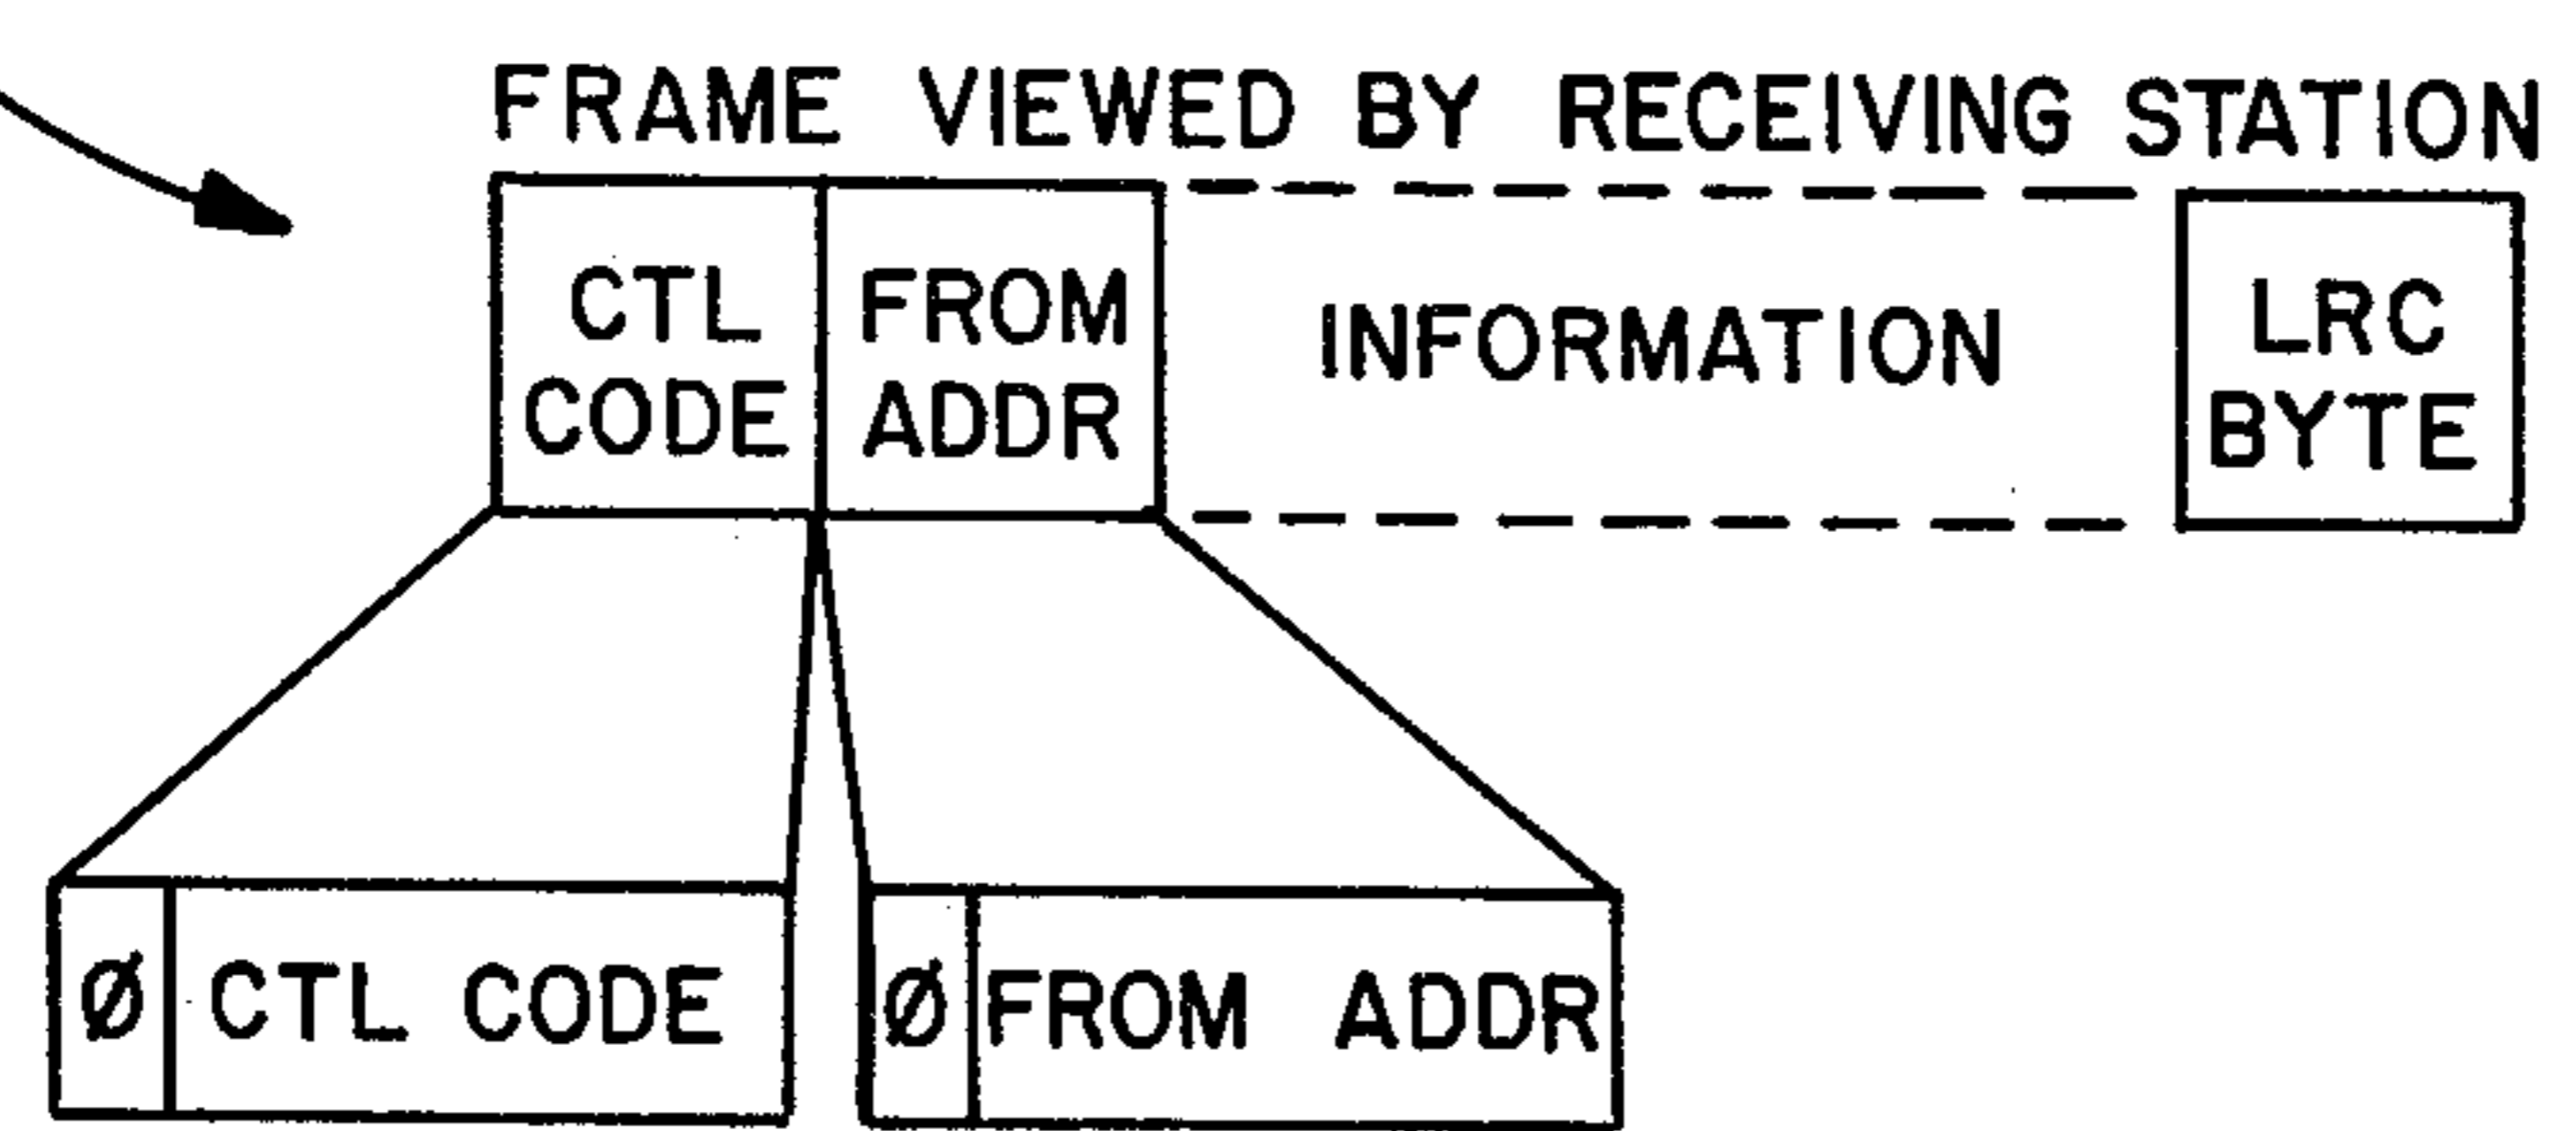 FRAME VIEWED BY RECEIVING STATION
CTL CODE
FROM ADDR
INFORMATION
LRC BYTE
Ø CTL CODE
Ø FROM ADDR